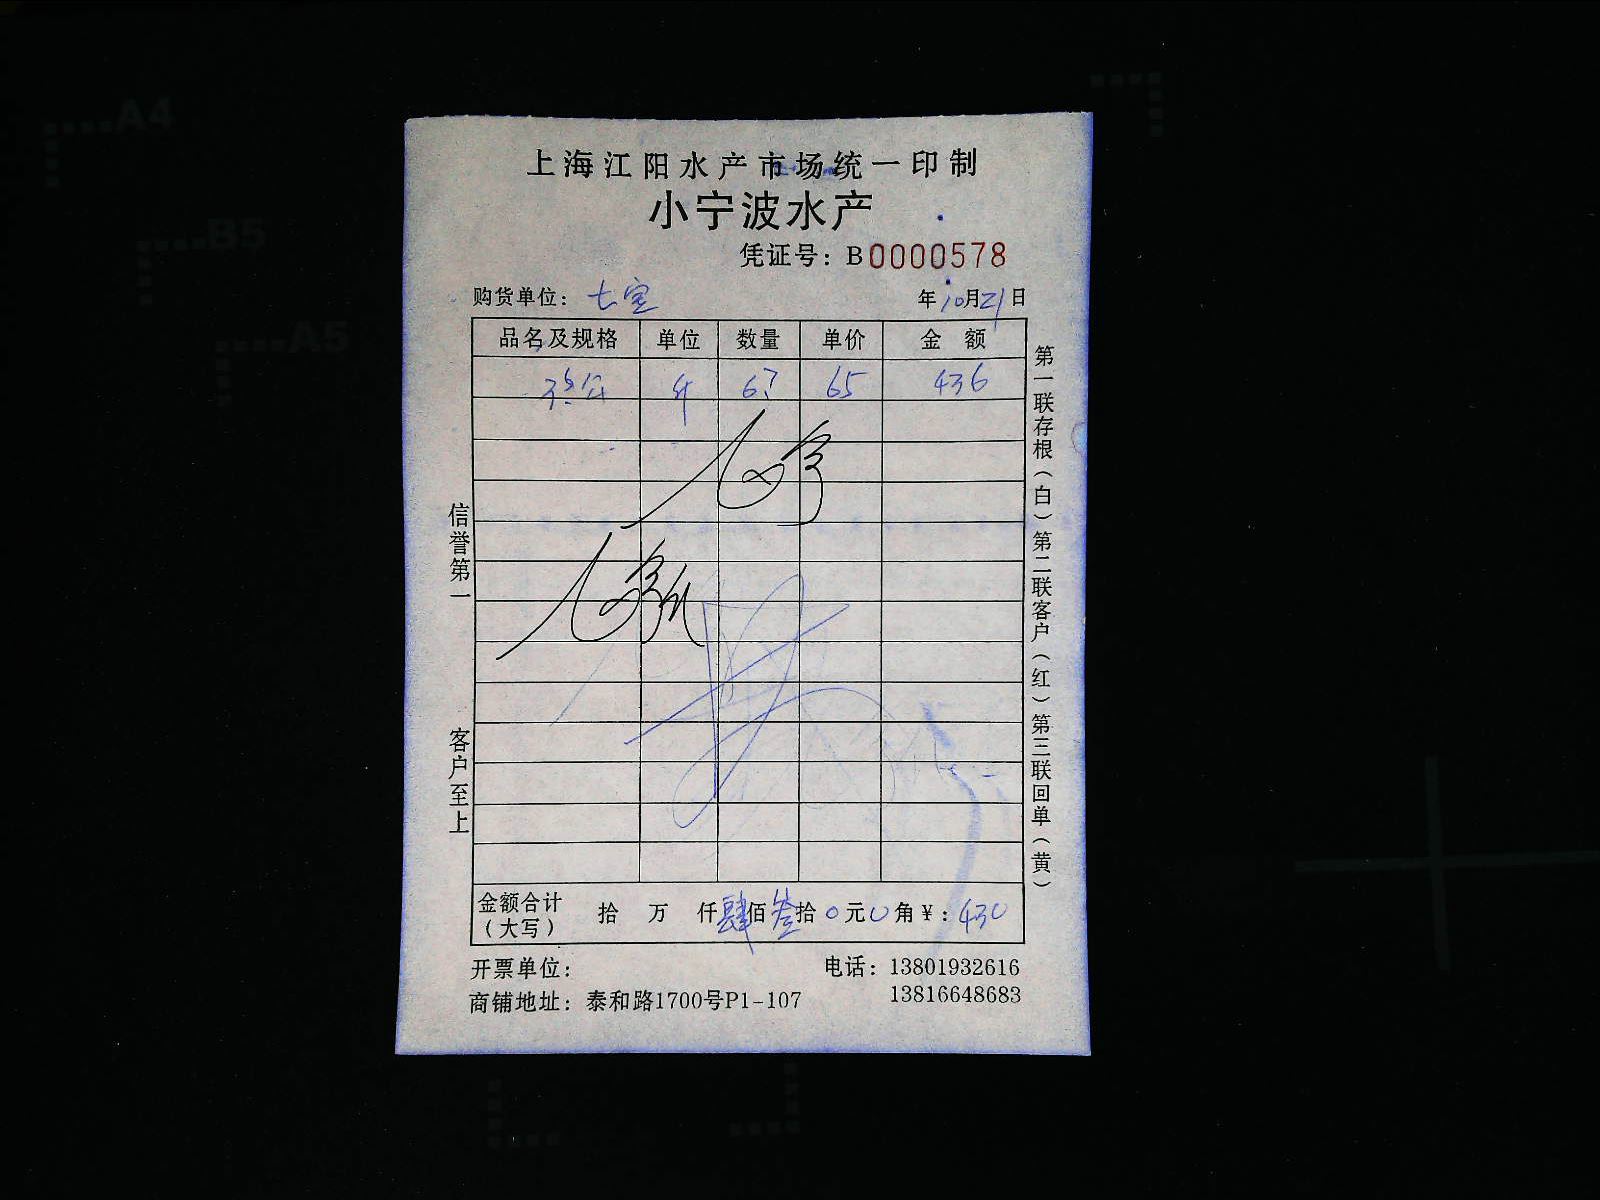 上海江阳水产市场统一印制
小宁波水产
凭证号：B0000578
购货单位：七宝 年10月21日
品名及规格 单位 数量 单价 金额
斤 67 65 436
信誉第一
客户至上
第一联存根（白）第二联客户（红）第三联回单（黄）
金额合计（大写） 拾 万 仟肆佰叁拾0元0角¥：430
开票单位： 电话：13801932616
商铺地址：泰和路1700号P1-107 13816648683
A4
B5
A5